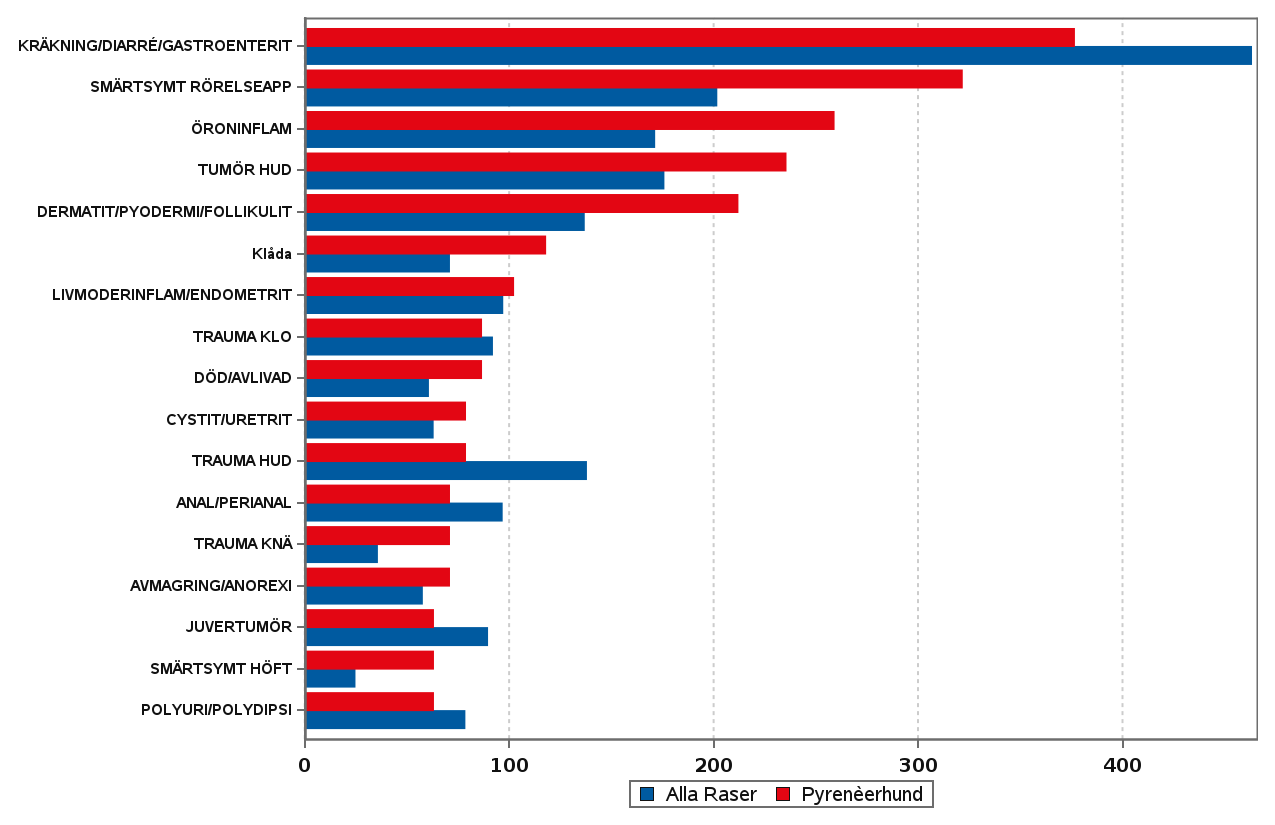 KRÄKNING/DIARRÉ/GASTROENTERIT
SMÄRTSYMT RÖRELSEAPP
ÖRONINFLAM
TUMÖR HUD
DERMATIT/PYODERMI/FOLLIKULIT
Klåda
LIVMODERINFLAM/ENDOMETRIT
TRAUMA KLO
DÖD/AVLIVAD
CYSTIT/URETRIT
TRAUMA HUD
ANAL/PERIANAL
TRAUMA KNÄ
AVMAGRING/ANOREXI
JUVERTUMÖR
SMÄRTSYMT HÖFT
POLYURI/POLYDIPSI
0 100 200 300 400
Alla Raser Pyrenèerhund